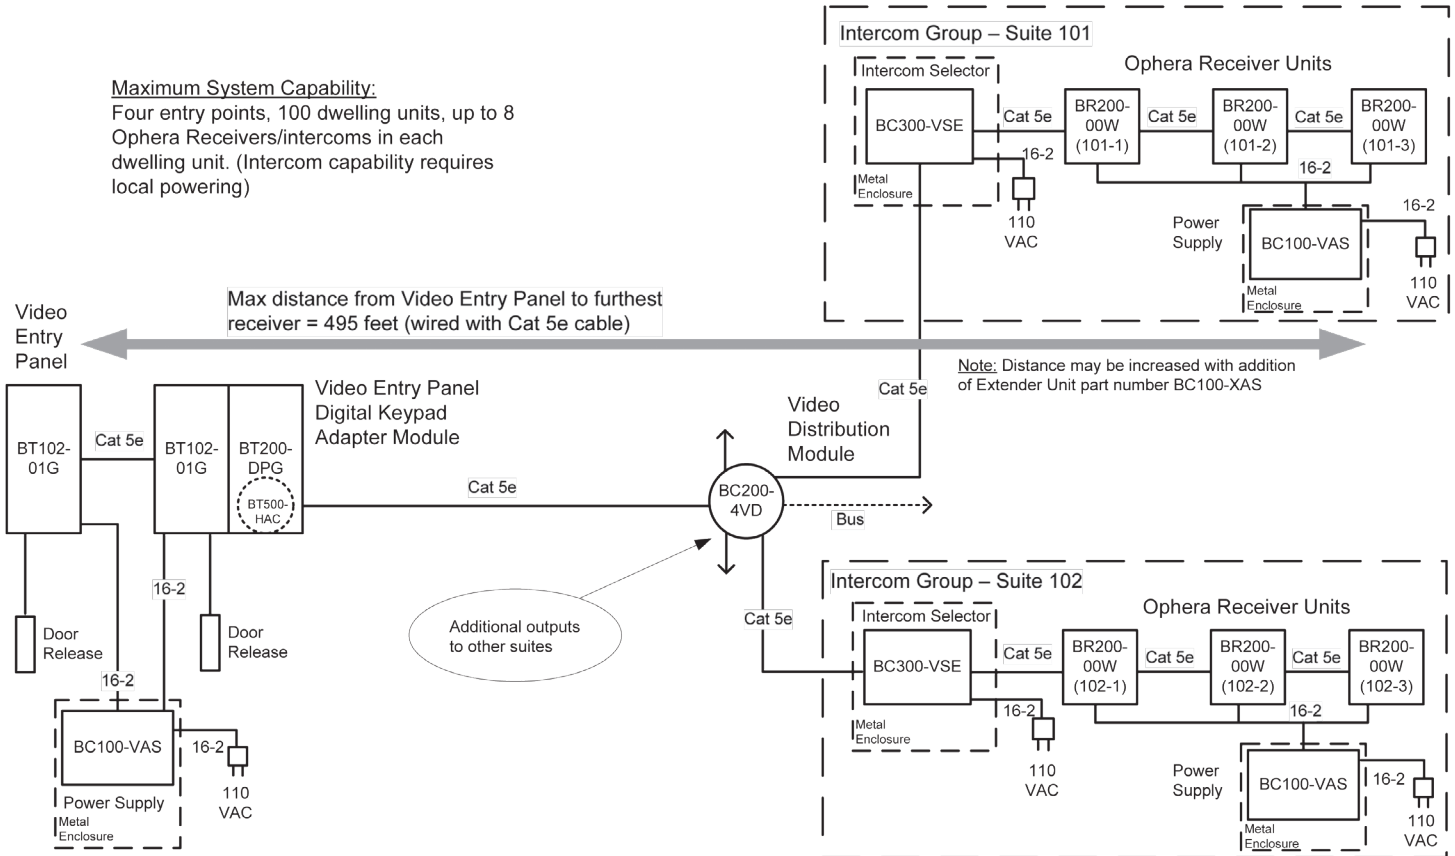 Maximum System Capability:
Four entry points, 100 dwelling units, up to 8
Ophera Receivers/intercoms in each
dwelling unit. (Intercom capability requires
local powering)
Intercom Group – Suite 101
Intercom Selector
BC300-VSE
Metal
Enclosure
16-2
110
VAC
Cat 5e
Ophera Receiver Units
BR200-
00W
(101-1)
Cat 5e
BR200-
00W
(101-2)
Cat 5e
BR200-
00W
(101-3)
16-2
Power
Supply
BC100-VAS
Metal
Enclosure
16-2
110
VAC
Video
Entry
Panel
Max distance from Video Entry Panel to furthest
receiver = 495 feet (wired with Cat 5e cable)
Note: Distance may be increased with addition
of Extender Unit part number BC100-XAS
BT102-
01G
Cat 5e
BT102-
01G
BT200-
DPG
BT500-
HAC
Video Entry Panel
Digital Keypad
Adapter Module
Cat 5e
Video
Distribution
Module
Cat 5e
BC200-
4VD
Bus
Additional outputs
to other suites
Cat 5e
Door
Release
16-2
16-2
Door
Release
BC100-VAS
Power Supply
Metal
Enclosure
16-2
110
VAC
Intercom Group – Suite 102
Intercom Selector
BC300-VSE
Metal
Enclosure
16-2
110
VAC
Cat 5e
Ophera Receiver Units
BR200-
00W
(102-1)
Cat 5e
BR200-
00W
(102-2)
Cat 5e
BR200-
00W
(102-3)
16-2
Power
Supply
BC100-VAS
Metal
Enclosure
16-2
110
VAC